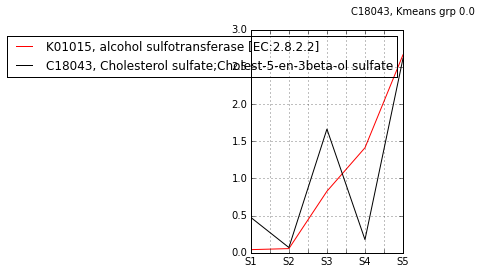 C18043, Kmeans grp 0.0
3.0
K01015, alcohol sulfotransferase [EC:2.8.2.2]
C18043, Cholesterol sulfate;Cholest-5-en-3beta-ol sulfate
2.5
2.0
1.5
1.0
0.5
0.0
S1 S2 S3 S4 S5